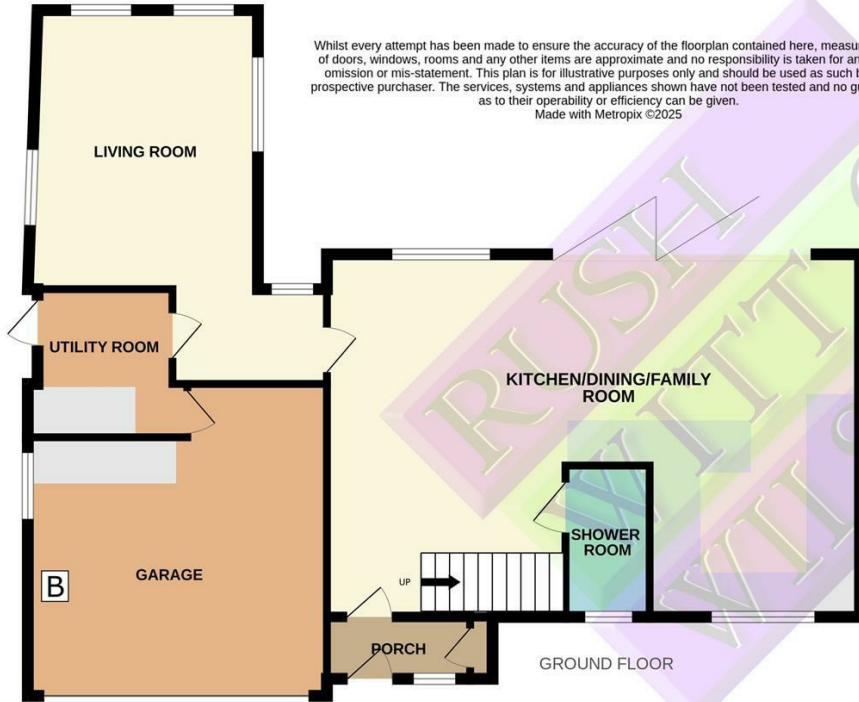 Whilst every attempt has been made to ensure the accuracy of the floorplan contained here,
of doors, windows, rooms and any other items are approximate and no responsibility is taken for
omission or mis-statement. This plan is for illustrative purposes only and should be used as such
prospective purchaser. The services, systems and appliances shown have not been tested and no
as to their operability or efficiency can be given.
Made with Metropix ©2025
LIVING ROOM
UTILITY ROOM
KITCHEN/DINING/FAMILY
ROOM
SHOWER
ROOM
GARAGE
B
UP
PORCH
GROUND FLOOR
RUSH
WITT &